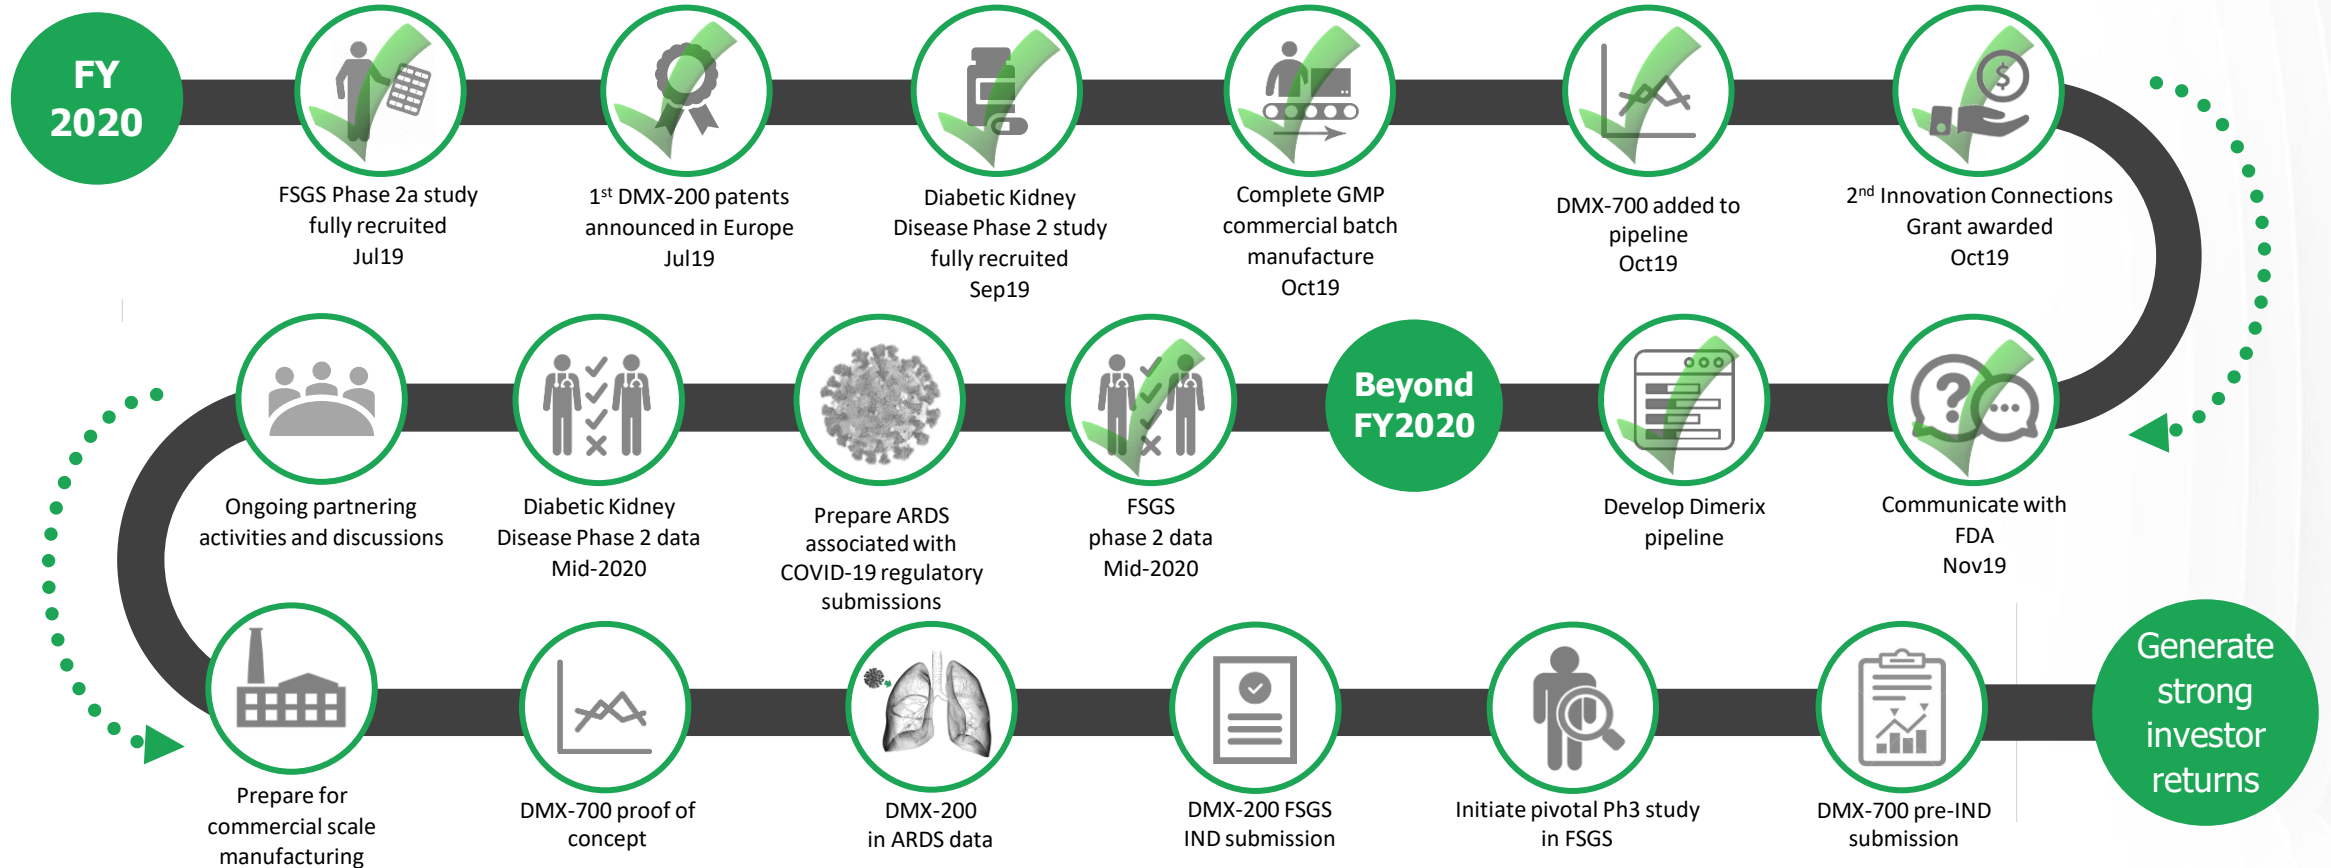 FY
2020
FSGS Phase 2a study
fully recruited
Jul19
1st DMX-200 patents
announced in Europe
Jul19
Diabetic Kidney
Disease Phase 2 study
fully recruited
Sep19
Complete GMP
commercial batch
manufacture
Oct19
DMX-700 added to
pipeline
Oct19
2nd Innovation Connections
Grant awarded
Oct19
Communicate with
FDA
Nov19
Develop Dimerix
pipeline
Beyond
FY2020
FSGS
phase 2 data
Mid-2020
Prepare ARDS
associated with
COVID-19 regulatory
submissions
Diabetic Kidney
Disease Phase 2 data
Mid-2020
Ongoing partnering
activities and discussions
Prepare for
commercial scale
manufacturing
DMX-700 proof of
concept
DMX-200
in ARDS data
DMX-200 FSGS
IND submission
Initiate pivotal Ph3 study
in FSGS
DMX-700 pre-IND
submission
Generate
strong
investor
returns